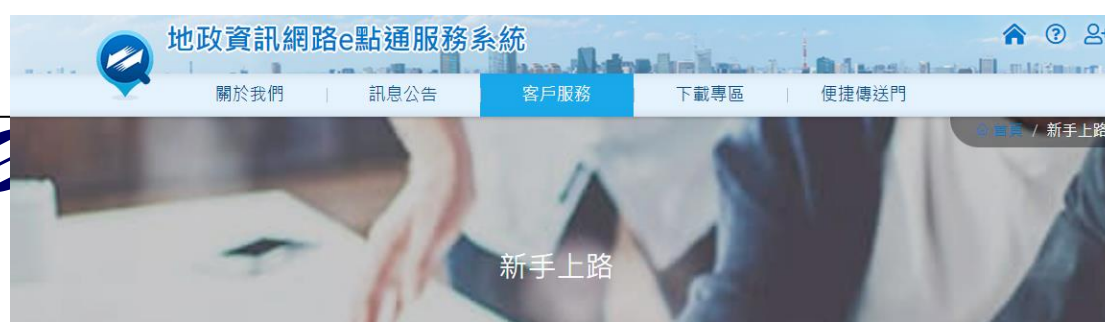 地政資訊網路e點通服務系統
關於我們 | 訊息公告 | 客戶服務 | 下載專區 | 便捷傳送門
首頁 / 新手上路
新手上路